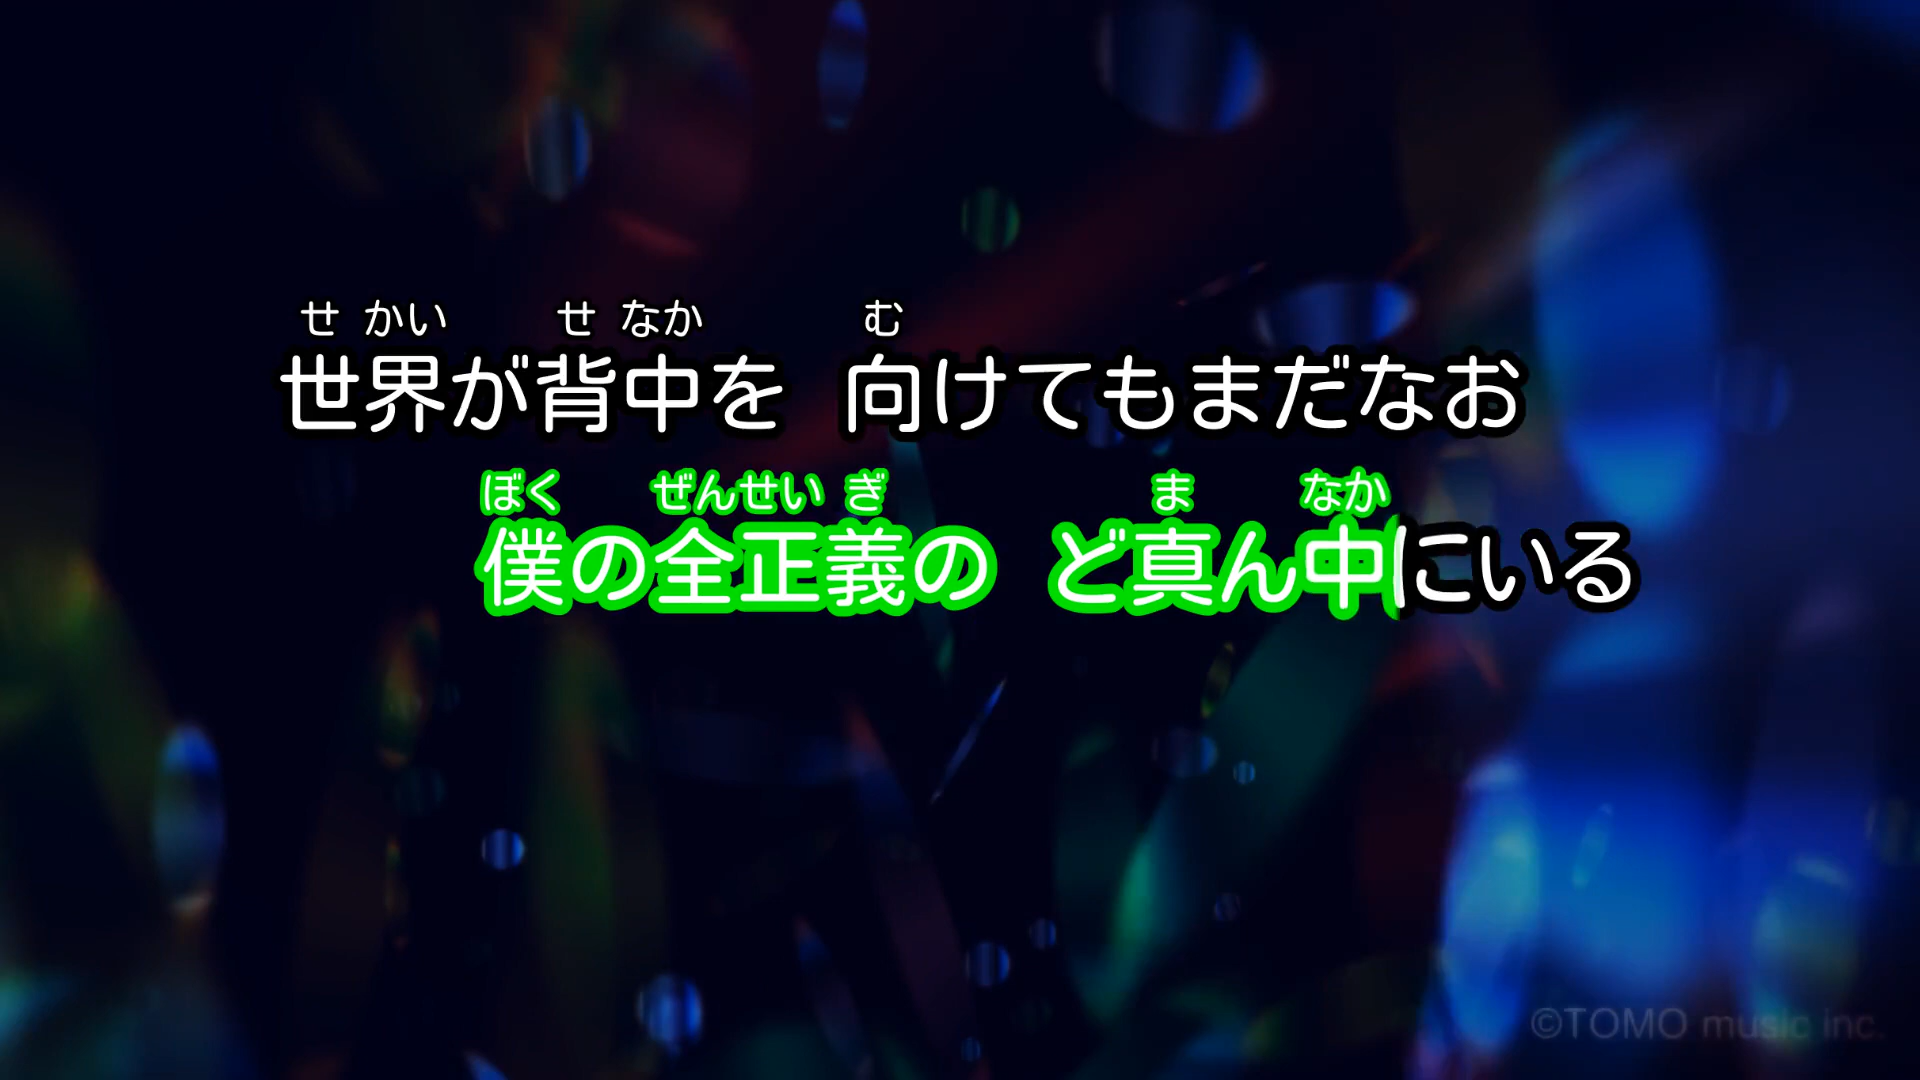 せかい せなか む
世界が背中を 向けてもまだなお
ぼく ぜんせいぎ ま なか
僕の全正義の ど真ん中にいる
©TOMO music inc.